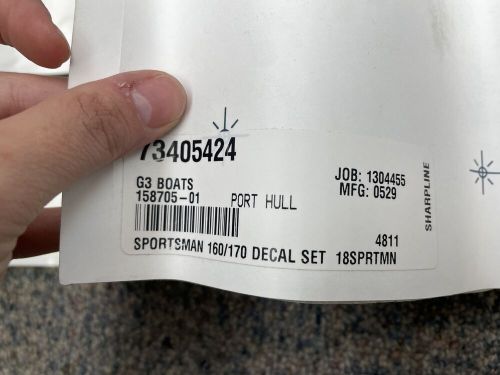 73405424
G3 BOATS
JOB: 1304455
158705-01 PORT HULL
MFG: 0529
4811
SPORTSMAN 160/170 DECAL SET 18SPRTMN
SHARPLINE